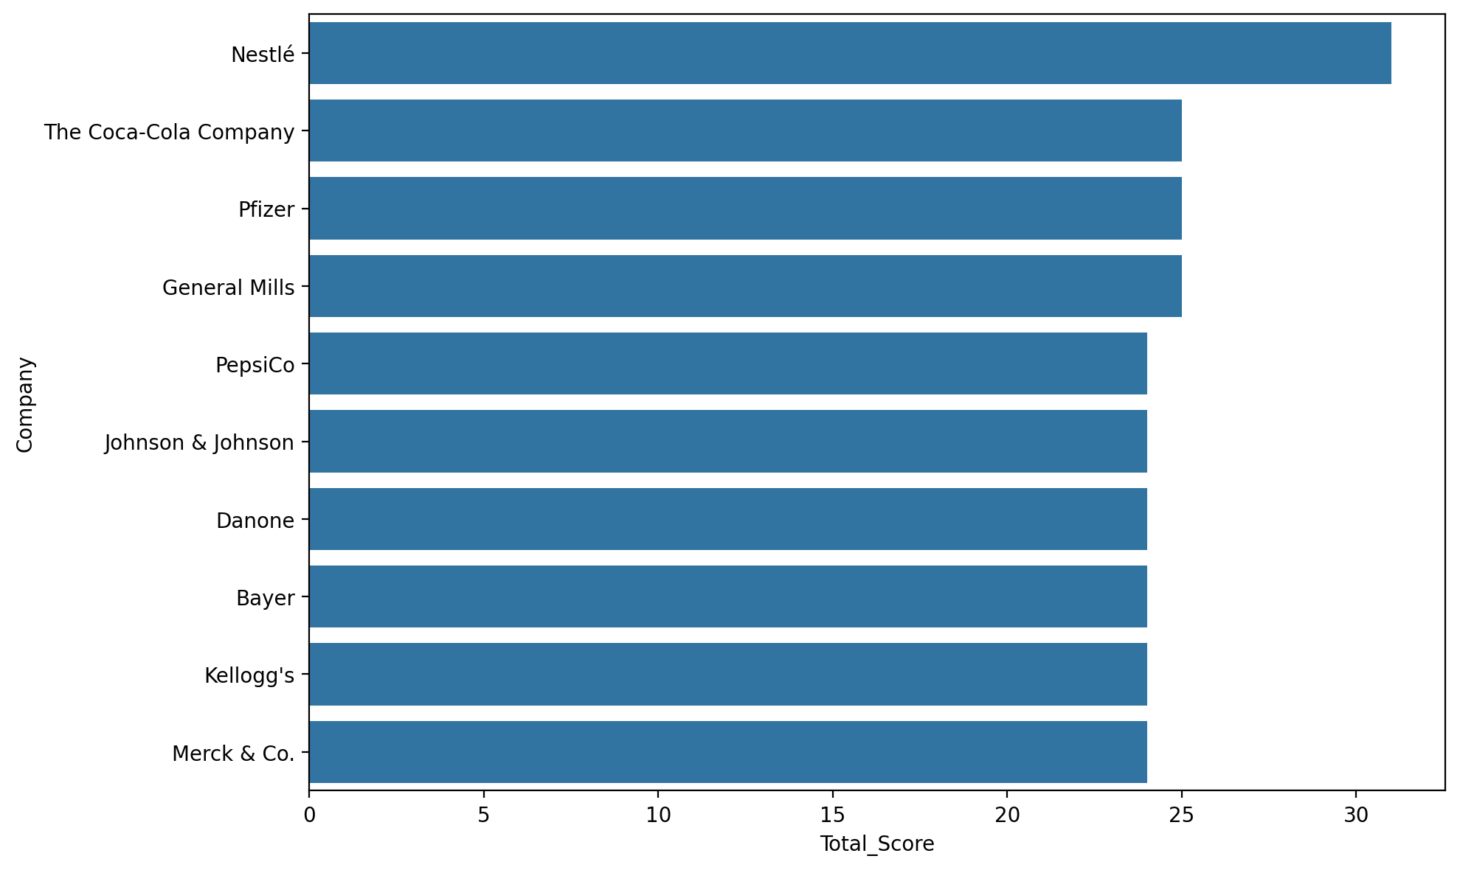 Nestlé
The Coca-Cola Company
Pfizer
General Mills
PepsiCo
Johnson & Johnson
Danone
Bayer
Kellogg's
Merck & Co.
Company
0 5 10 15 20 25 30
Total_Score